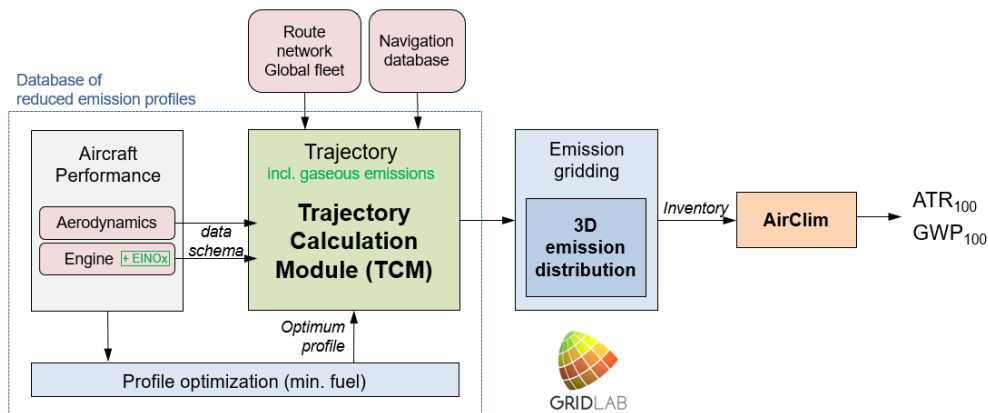 Route
network
Global fleet
Navigation
database
Database of
reduced emission profiles
Aircraft
Performance
Aerodynamics
Engine + EINOx
data
schema
Trajectory
incl. gaseous emissions
Trajectory
Calculation
Module (TCM)
Optimum
profile
Profile optimization (min. fuel)
Emission
gridding
3D
emission
distribution
GRIDLAB
Inventory
AirClim
ATR100
GWP100